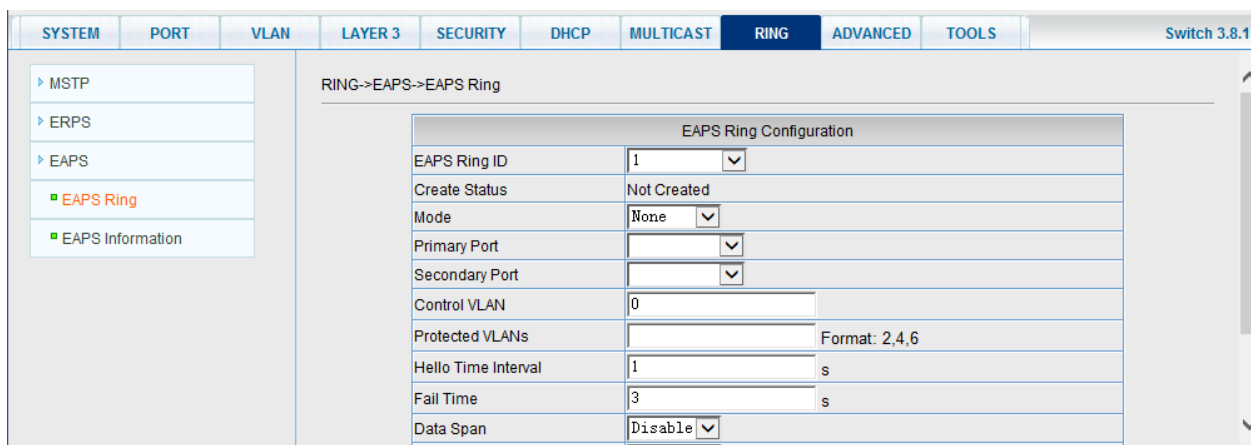 SYSTEM PORT VLAN LAYER 3 SECURITY DHCP MULTICAST RING ADVANCED TOOLS Switch 3.8.1
MSTP
ERPS
EAPS
EAPS Ring
EAPS Information
RING->EAPS->EAPS Ring
EAPS Ring Configuration
EAPS Ring ID 1
Create Status Not Created
Mode None
Primary Port
Secondary Port
Control VLAN 0
Protected VLANs Format: 2,4,6
Hello Time Interval 1 s
Fail Time 3 s
Data Span Disable